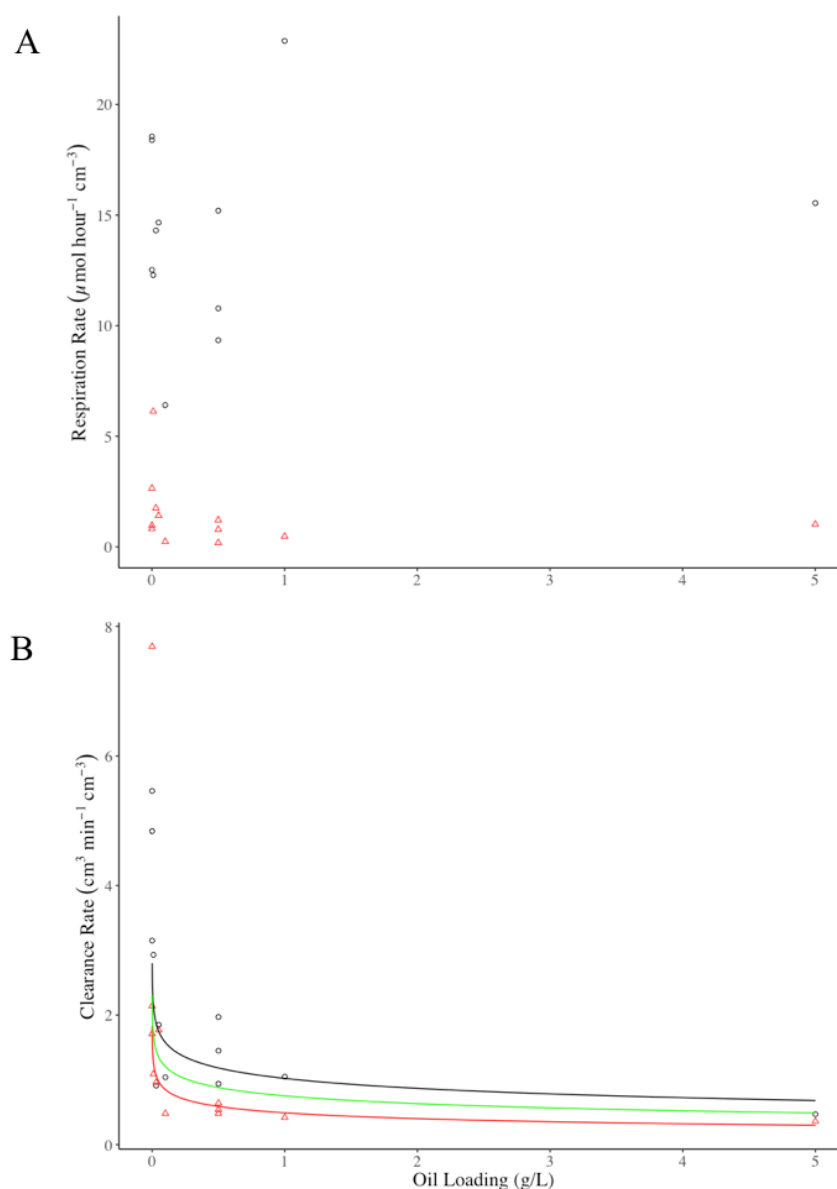 A
Respiration Rate (μmol hour⁻¹ cm⁻³)
20
15
10
5
0
0 1 2 3 4 5
B
Clearance Rate (cm³ min⁻¹ cm⁻³)
8
6
4
2
0
0 1 2 3 4 5
Oil Loading (g/L)